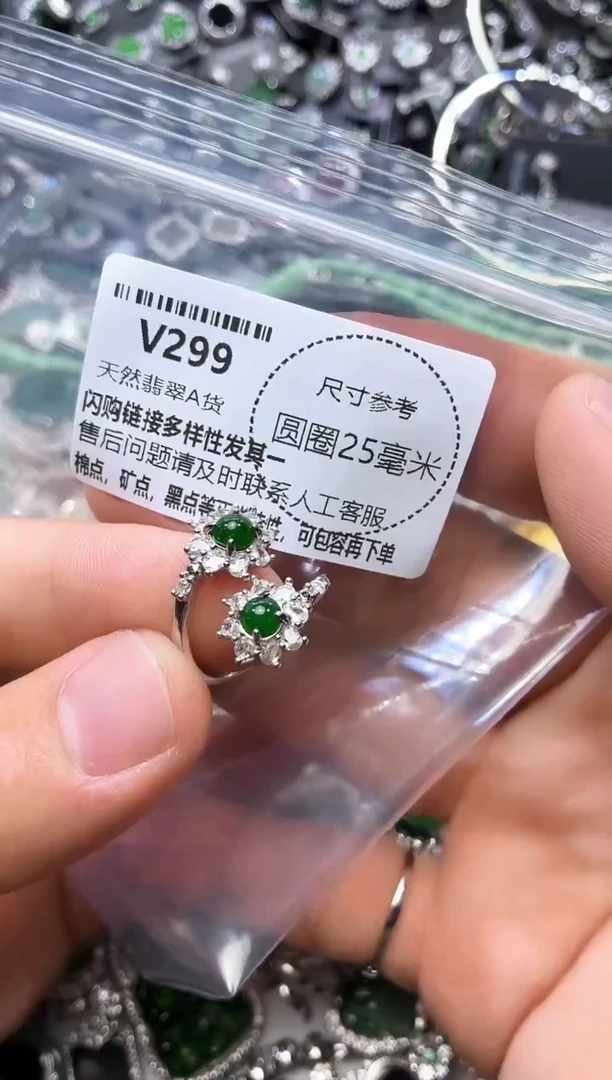 V299
天然翡翠A货
尺寸参考
圆圈25毫米
闪购链接多样性发其一
售后问题请及时联系人工客服
棉点，矿点，黑点等 性，可包容再下单